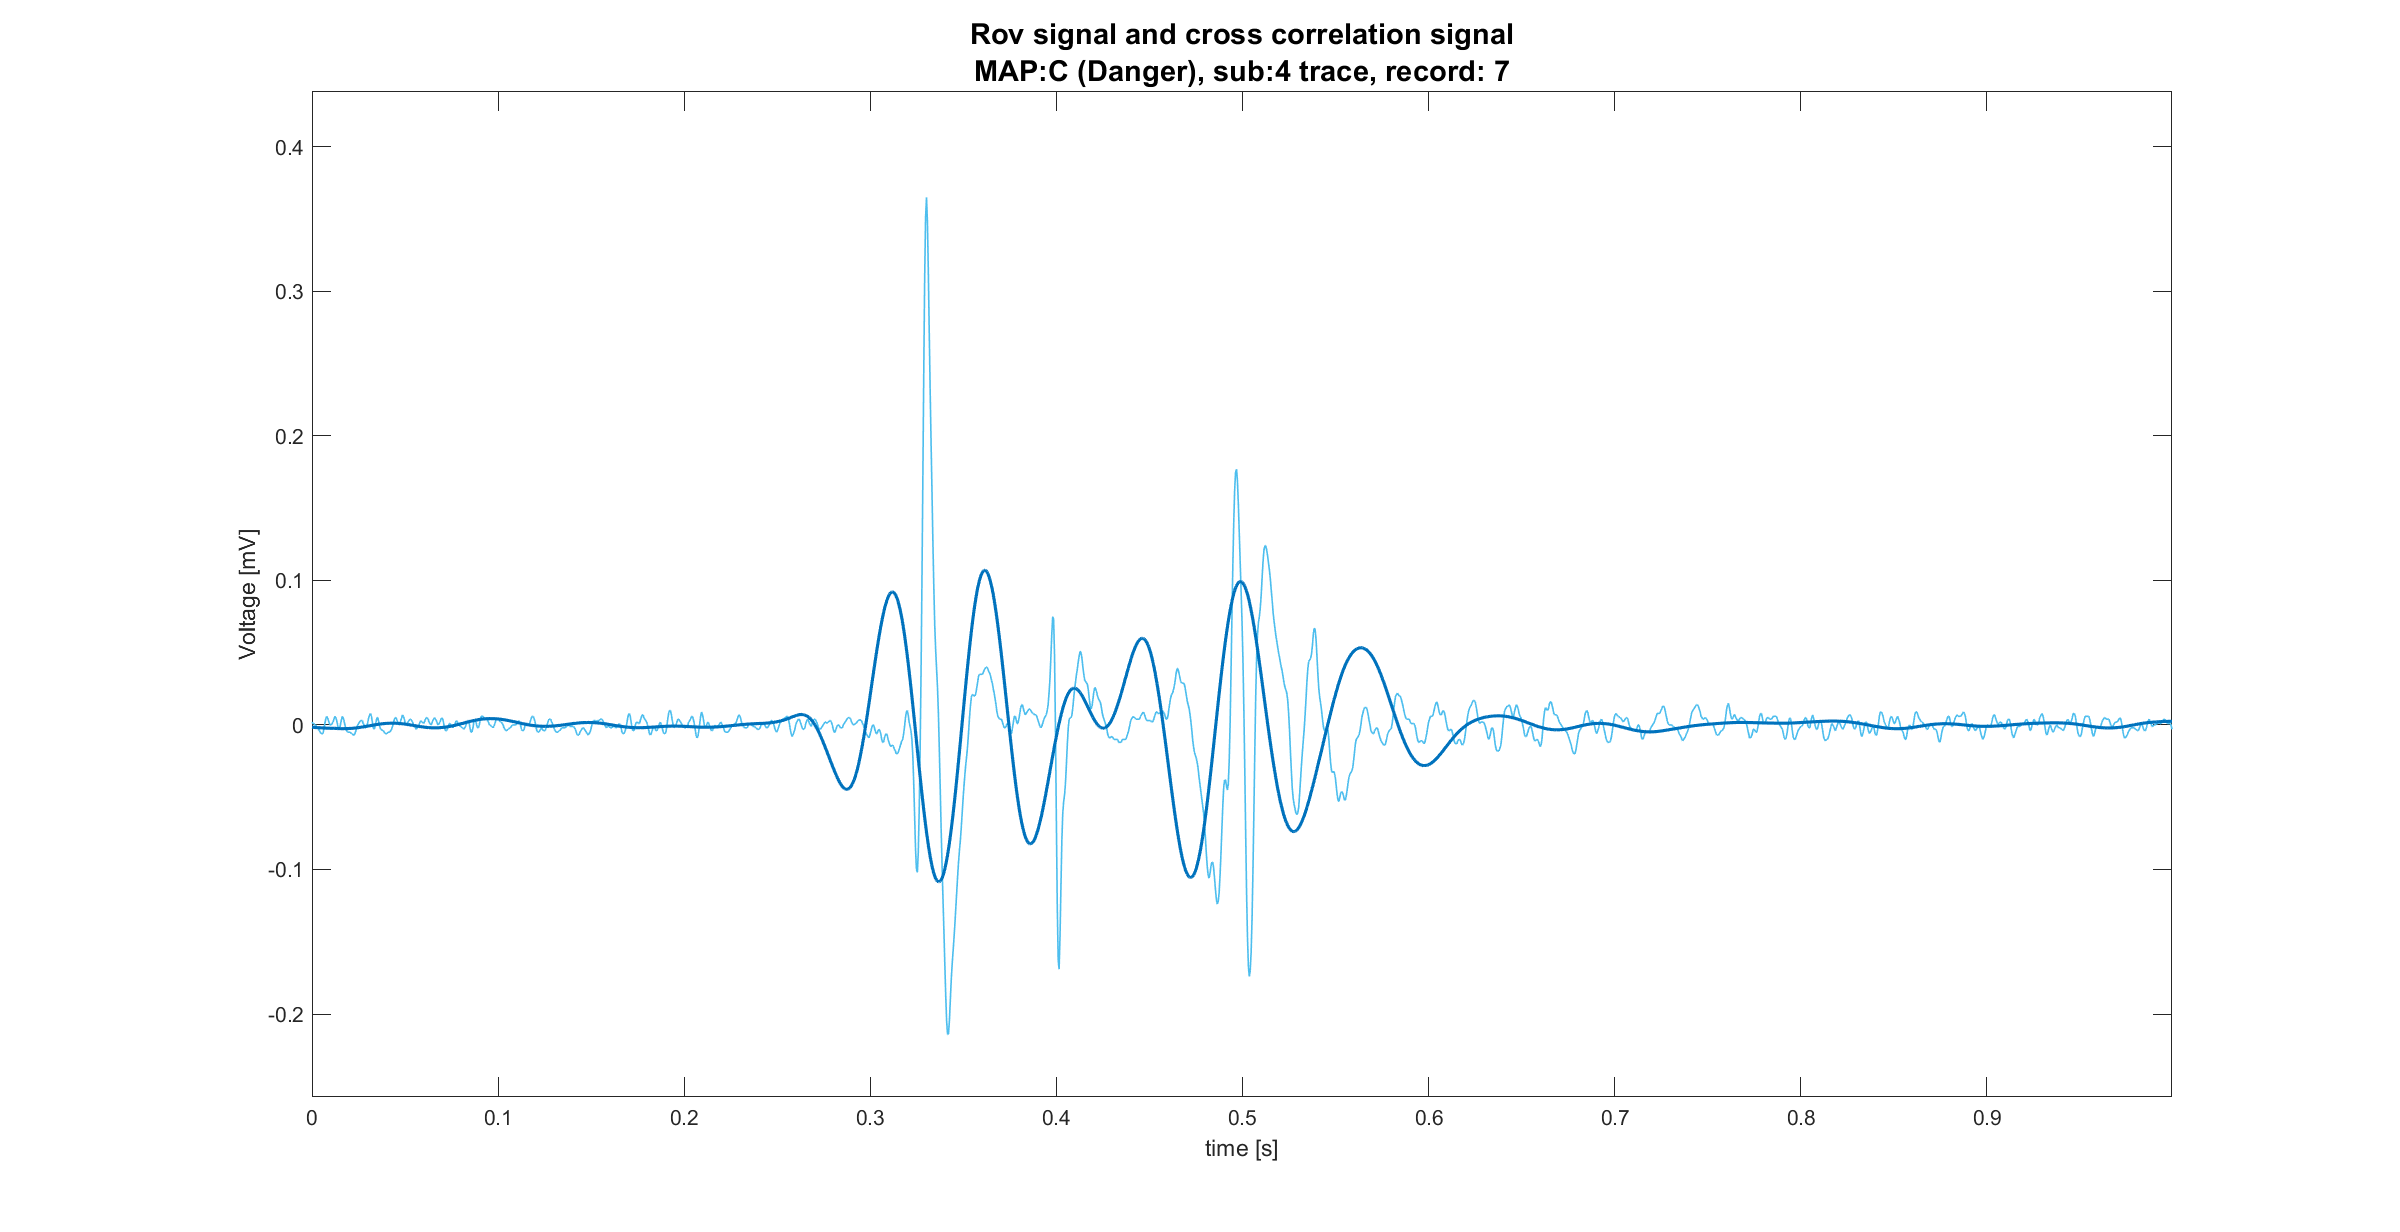 Rov signal and cross correlation signal
MAP:C (Danger), sub:4 trace, record: 7
0.4
0.3
0.2
0.1
0
-0.1
-0.2
Voltage [mV]
0 0.1 0.2 0.3 0.4 0.5 0.6 0.7 0.8 0.9
time [s]